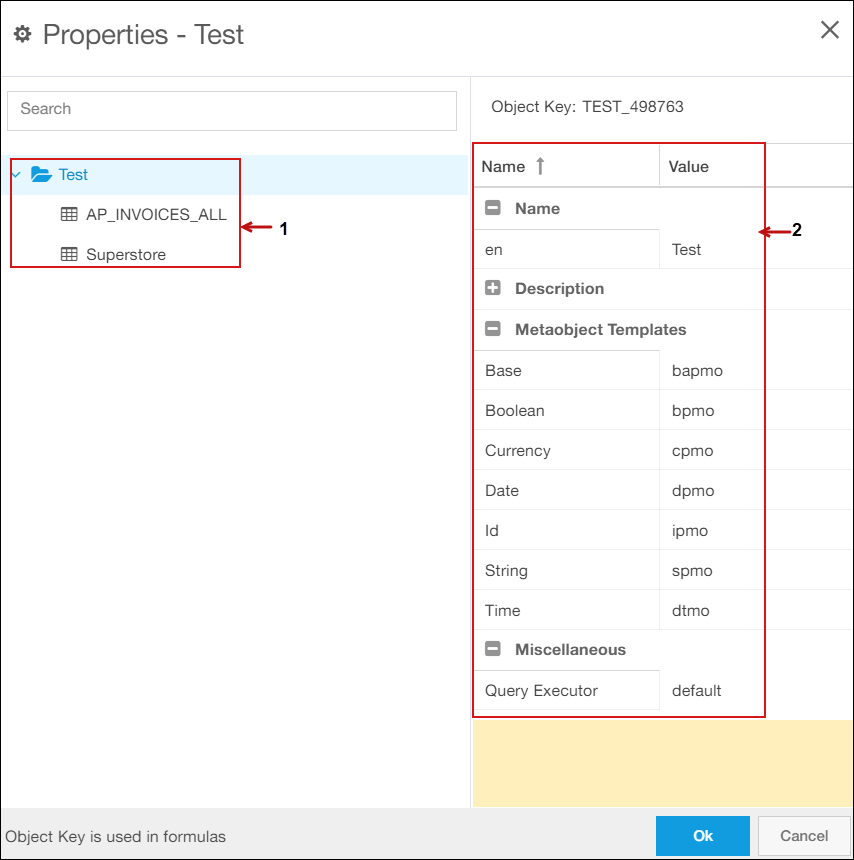 Properties - Test
Search
Test
AP_INVOICES_ALL
Superstore
1
Object Key: TEST_498763
Name Value
Name
en Test
Description
Metaobject Templates
Base bapmo
Boolean bpmo
Currency cpmo
Date dpmo
Id ipmo
String spmo
Time dtmo
Miscellaneous
Query Executor default
2
Object Key is used in formulas
Ok Cancel